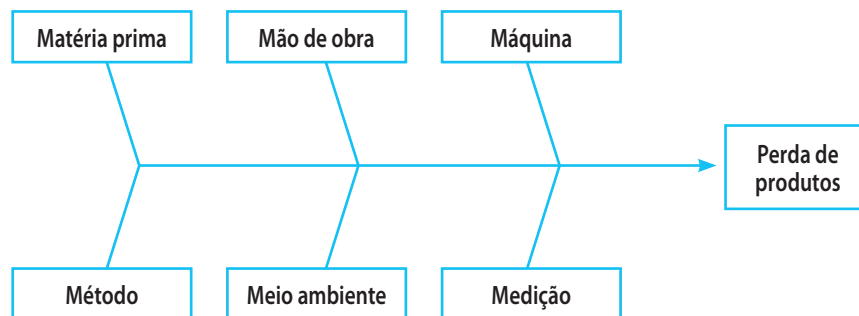 Matéria prima
Mão de obra
Máquina
Perda de
produtos
Método
Meio ambiente
Medição